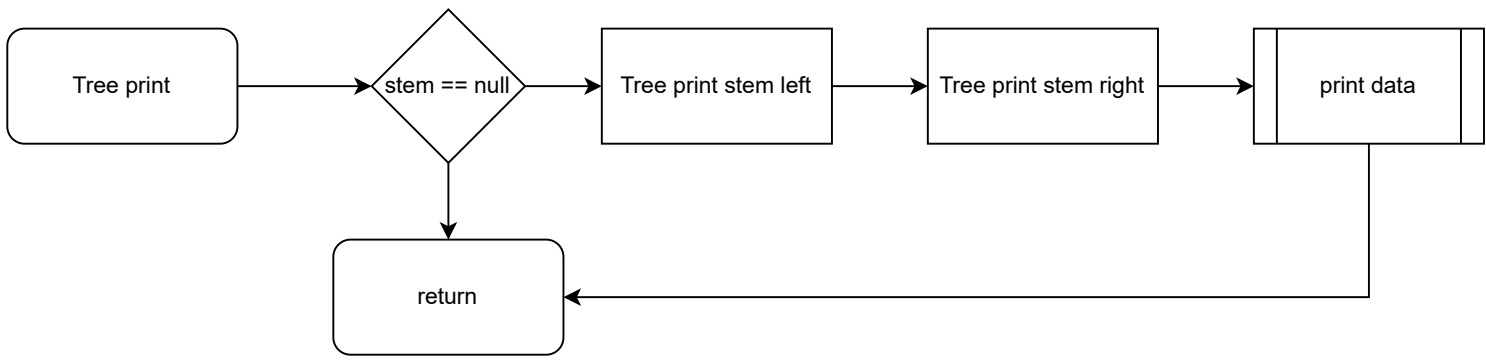 Tree print
stem == null
Tree print stem left
Tree print stem right
print data
return